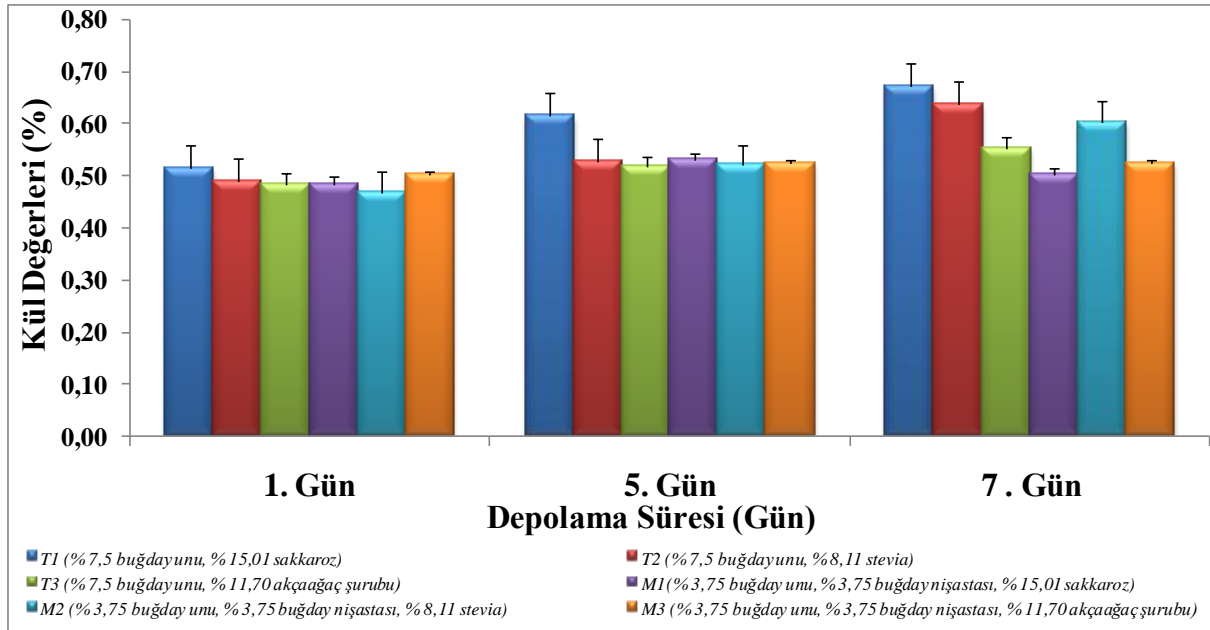 0,80
0,70
0,60
0,50
0,40
0,30
0,20
0,10
0,00
Kül Değerleri (%)
1. Gün
5. Gün
7 . Gün
Depolama Süresi (Gün)
T1 (%7,5 buğday unu, %15,01 sakkaroz)
T2 (%7,5 buğday unu, %8,11 stevia)
T3 (%7,5 buğday unu, %11,70 akçaağaç şurubu)
M1(%3,75 buğday unu, %3,75 buğday nişastası, %15,01 sakkaroz)
M2 (%3,75 buğday unu, %3,75 buğday nişastası, %8,11 stevia)
M3 (%3,75 buğday unu, %3,75 buğday nişastası, %11,70 akçaağaç şurubu)